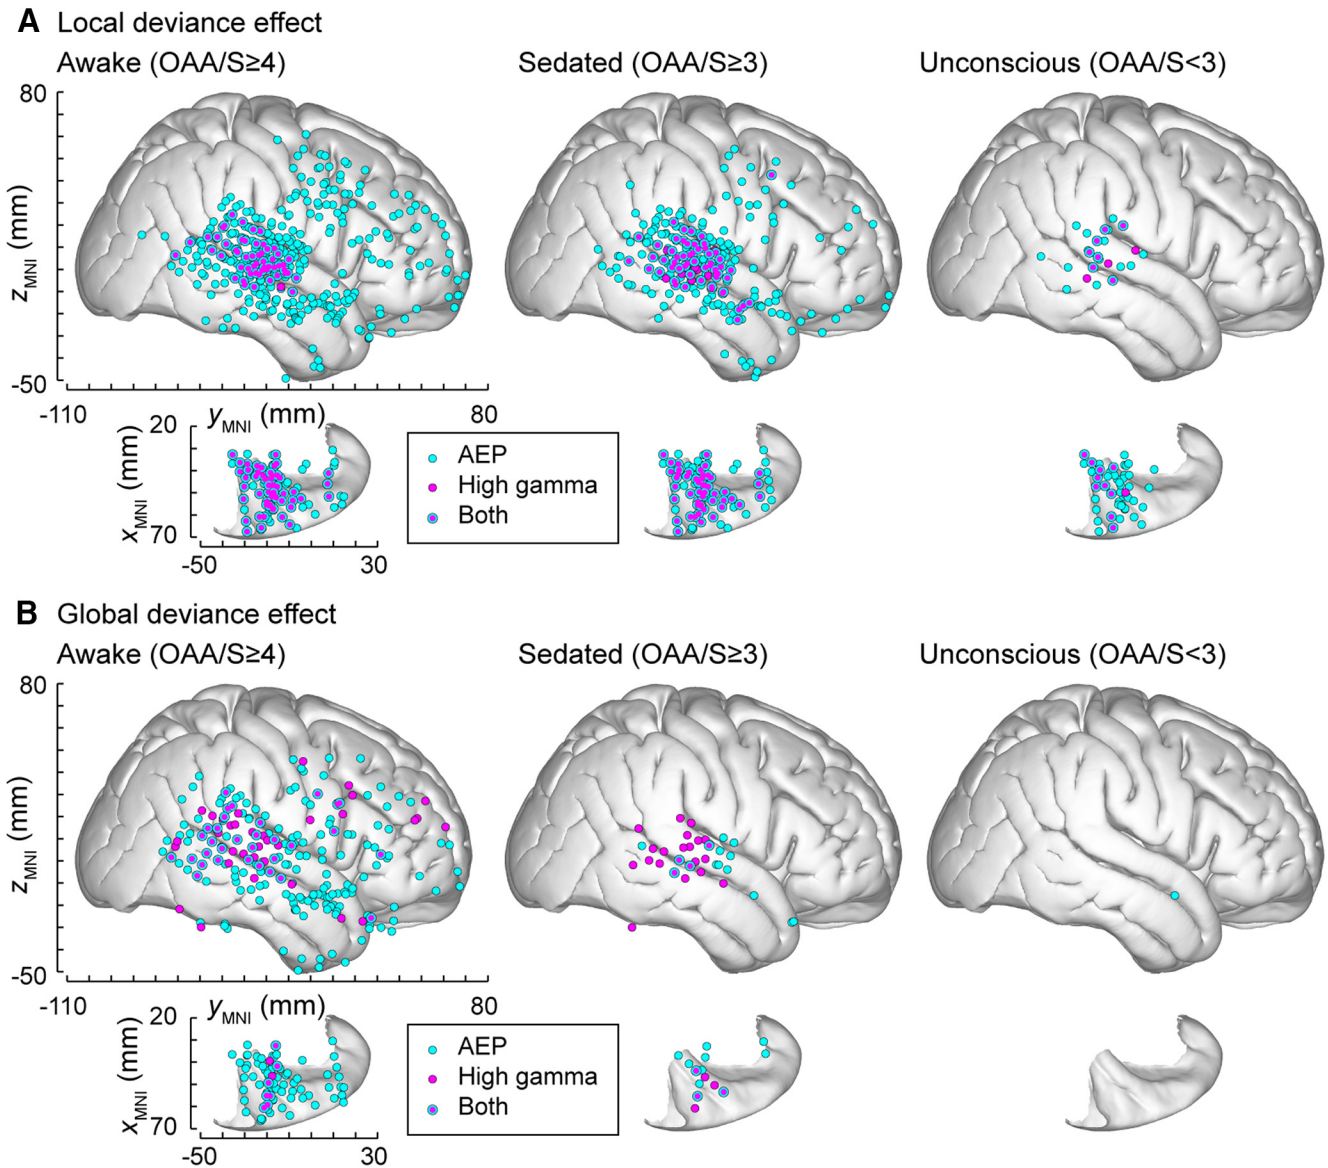 A Local deviance effect
Awake (OAA/S≥4) Sedated (OAA/S≥3) Unconscious (OAA/S<3)
80
zMNI (mm)
-50
-110 yMNI (mm) 80
20
xMNI (mm)
70
-50 30
AEP
High gamma
Both
B Global deviance effect
Awake (OAA/S≥4) Sedated (OAA/S≥3) Unconscious (OAA/S<3)
80
zMNI (mm)
-50
-110 yMNI (mm) 80
20
xMNI (mm)
70
-50 30
AEP
High gamma
Both